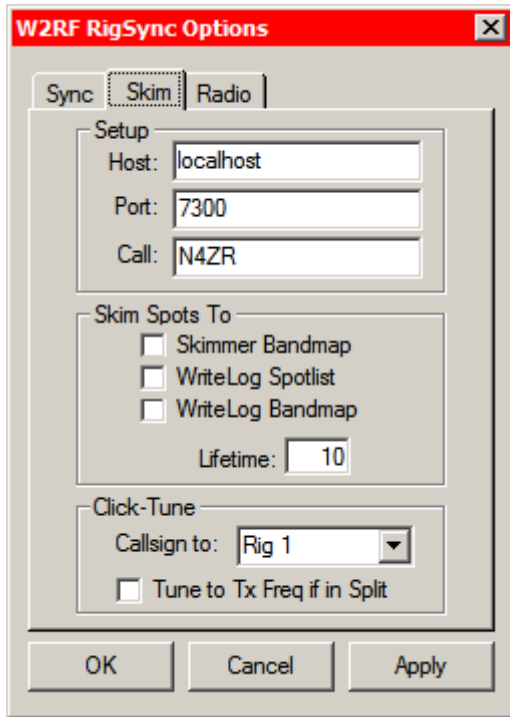 W2RF RigSync Options
Sync Skim Radio
Setup
Host: localhost
Port: 7300
Call: N4ZR
Skim Spots To
Skimmer Bandmap
WriteLog Spotlist
WriteLog Bandmap
Lifetime: 10
Click-Tune
Callsign to: Rig 1
Tune to Tx Freq if in Split
OK Cancel Apply